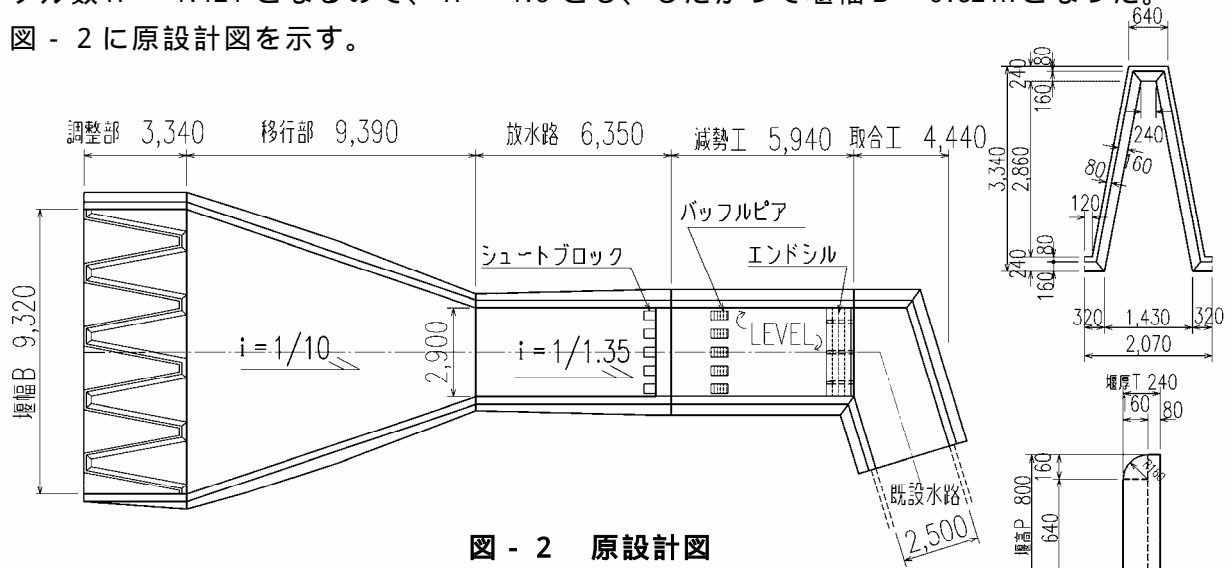 図 - 2 に原設計図を示す。
640
240
80
160
調整部 3,340
移行部 9,390
放水路 6,350
減勢工 5,940
取合工 4,440
240
3,340
2,860
80
160
120
バッフルピア
シュートブロック
エンドシル
240
80
160
堰幅B 9,320
i=1/10
2,900
i=1/1.35
LEVEL
320
1,430
320
2,070
堰厚T 240
160
80
160
R160
堰高P 800
640
既設水路
2,500
図 - 2 原設計図